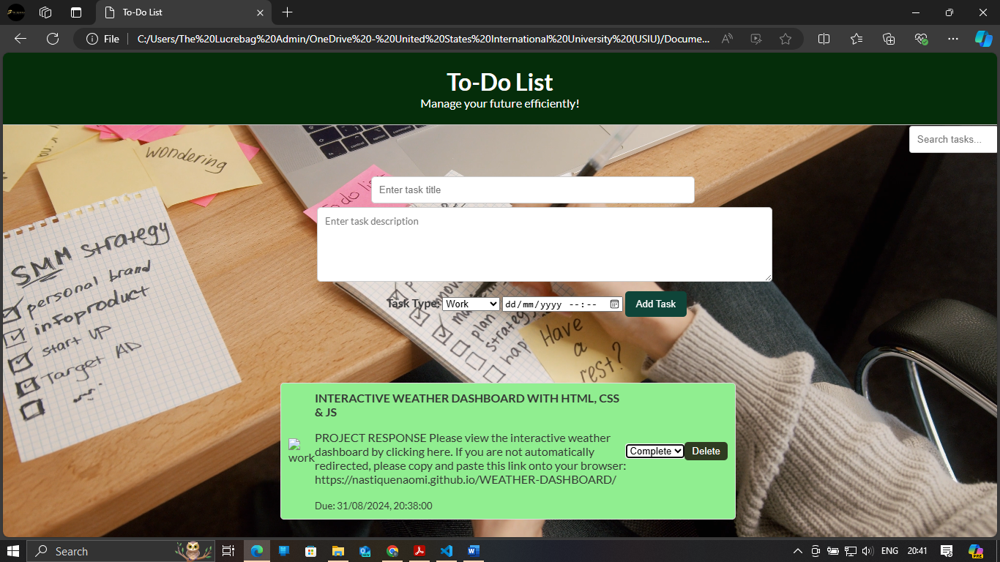 To-Do List
File
C:/Users/The%20Lucrebag%20Admin/OneDrive%20-%20United%20States%20International%20University%20(USIU)/Docume...
To-Do List
Manage your future efficiently!
Search tasks...
wondering
To do list
Enter task title
Enter task description
SMM strategy
personal brand
infoproduct
start UP
Target AD
option
command
Task Type:
Work
dd/mm/yyyy --:--
Add Task
plan
strategy
Have
a
rest?
INTERACTIVE WEATHER DASHBOARD WITH HTML, CSS
& JS
work
PROJECT RESPONSE Please view the interactive weather
dashboard by clicking here. If you are not automatically
redirected, please copy and paste this link onto your browser:
https://nastiquenaomi.github.io/WEATHER-DASHBOARD/
Complete
Delete
Due: 31/08/2024, 20:38:00
Search
ENG
20:41
PRE